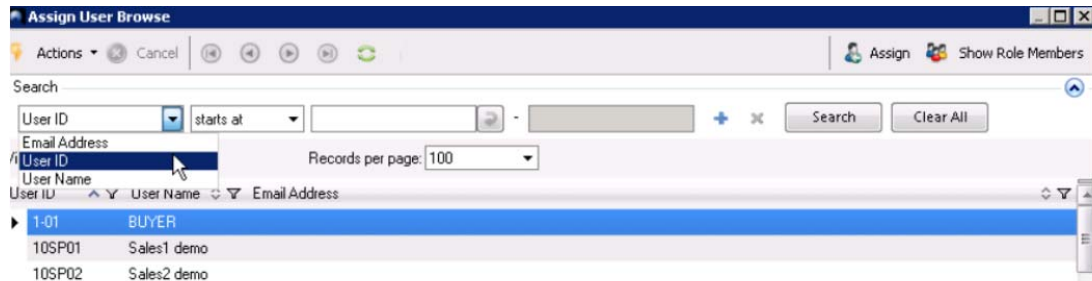 Assign User Browse
Actions Cancel Assign Show Role Members
Search
User ID starts at - Search Clear All
Email Address
User ID Records per page: 100
User Name
User ID User Name Email Address
1-01 BUYER
10SP01 Sales1 demo
10SP02 Sales2 demo